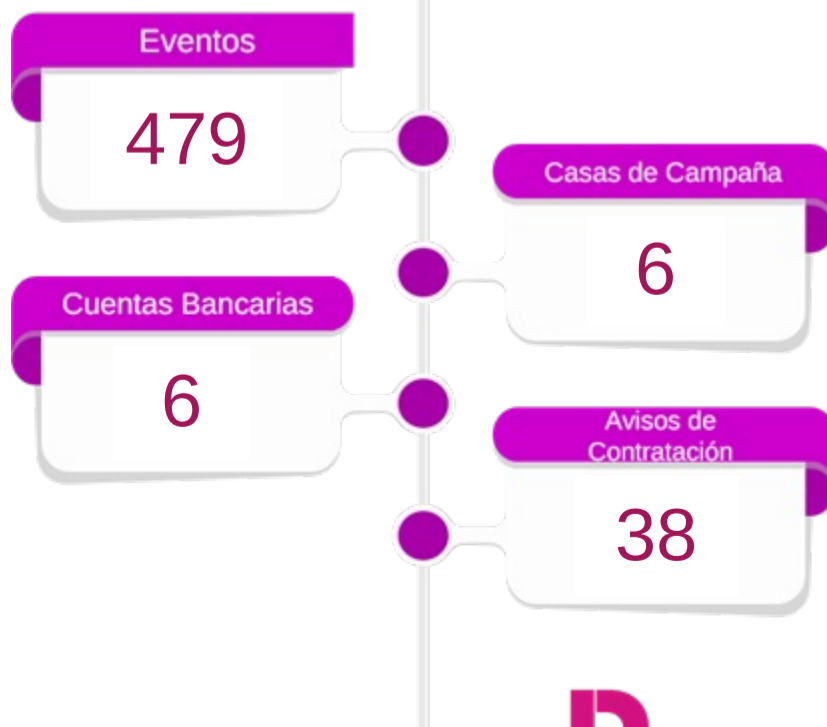 Eventos
479
Casas de Campaña
6
Cuentas Bancarias
6
Avisos de
Contratación
38